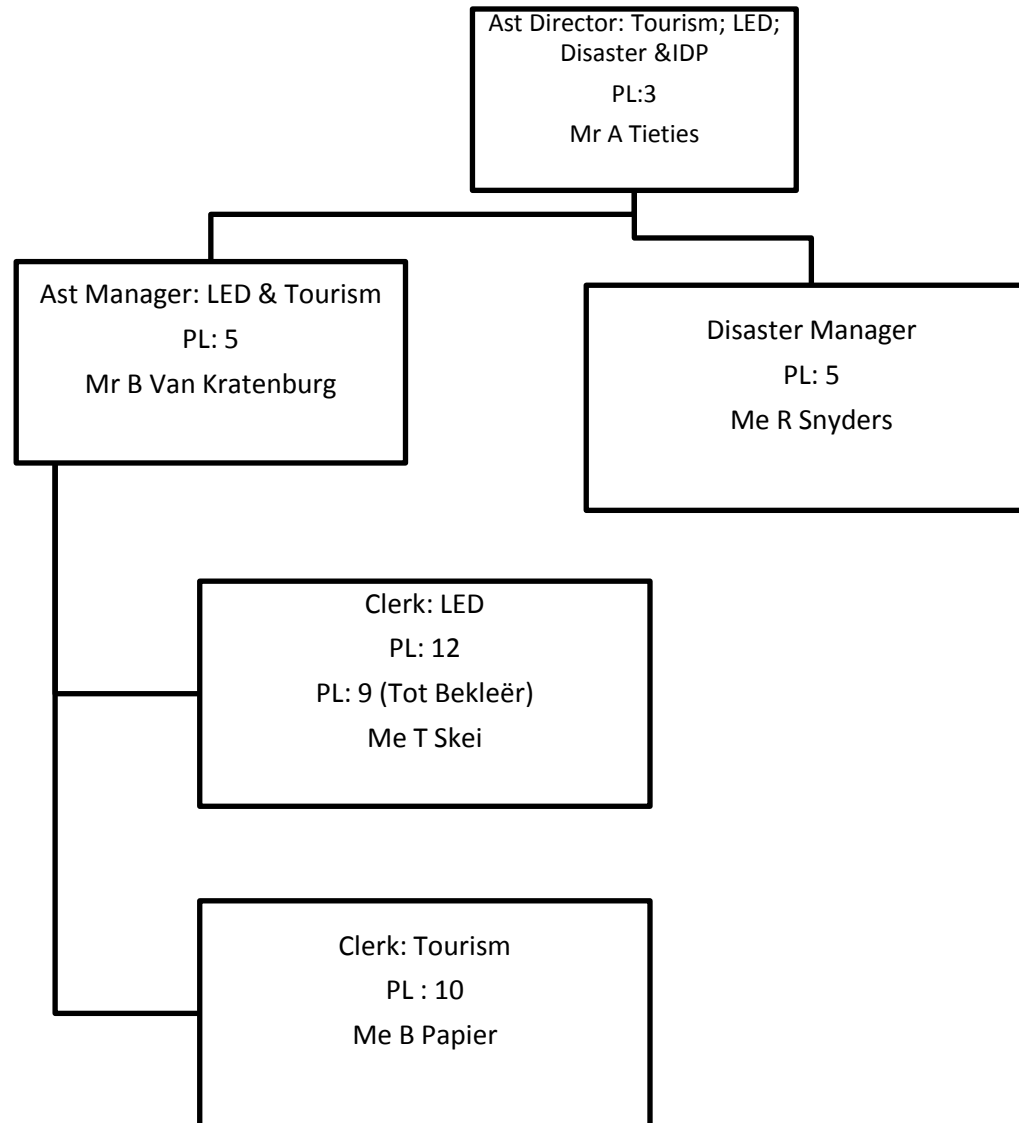 Ast Director: Tourism; LED;
Disaster &IDP
PL:3
Mr A Tieties
Ast Manager: LED & Tourism
PL: 5
Mr B Van Kratenburg
Disaster Manager
PL: 5
Me R Snyders
Clerk: LED
PL: 12
PL: 9 (Tot Bekleër)
Me T Skei
Clerk: Tourism
PL : 10
Me B Papier